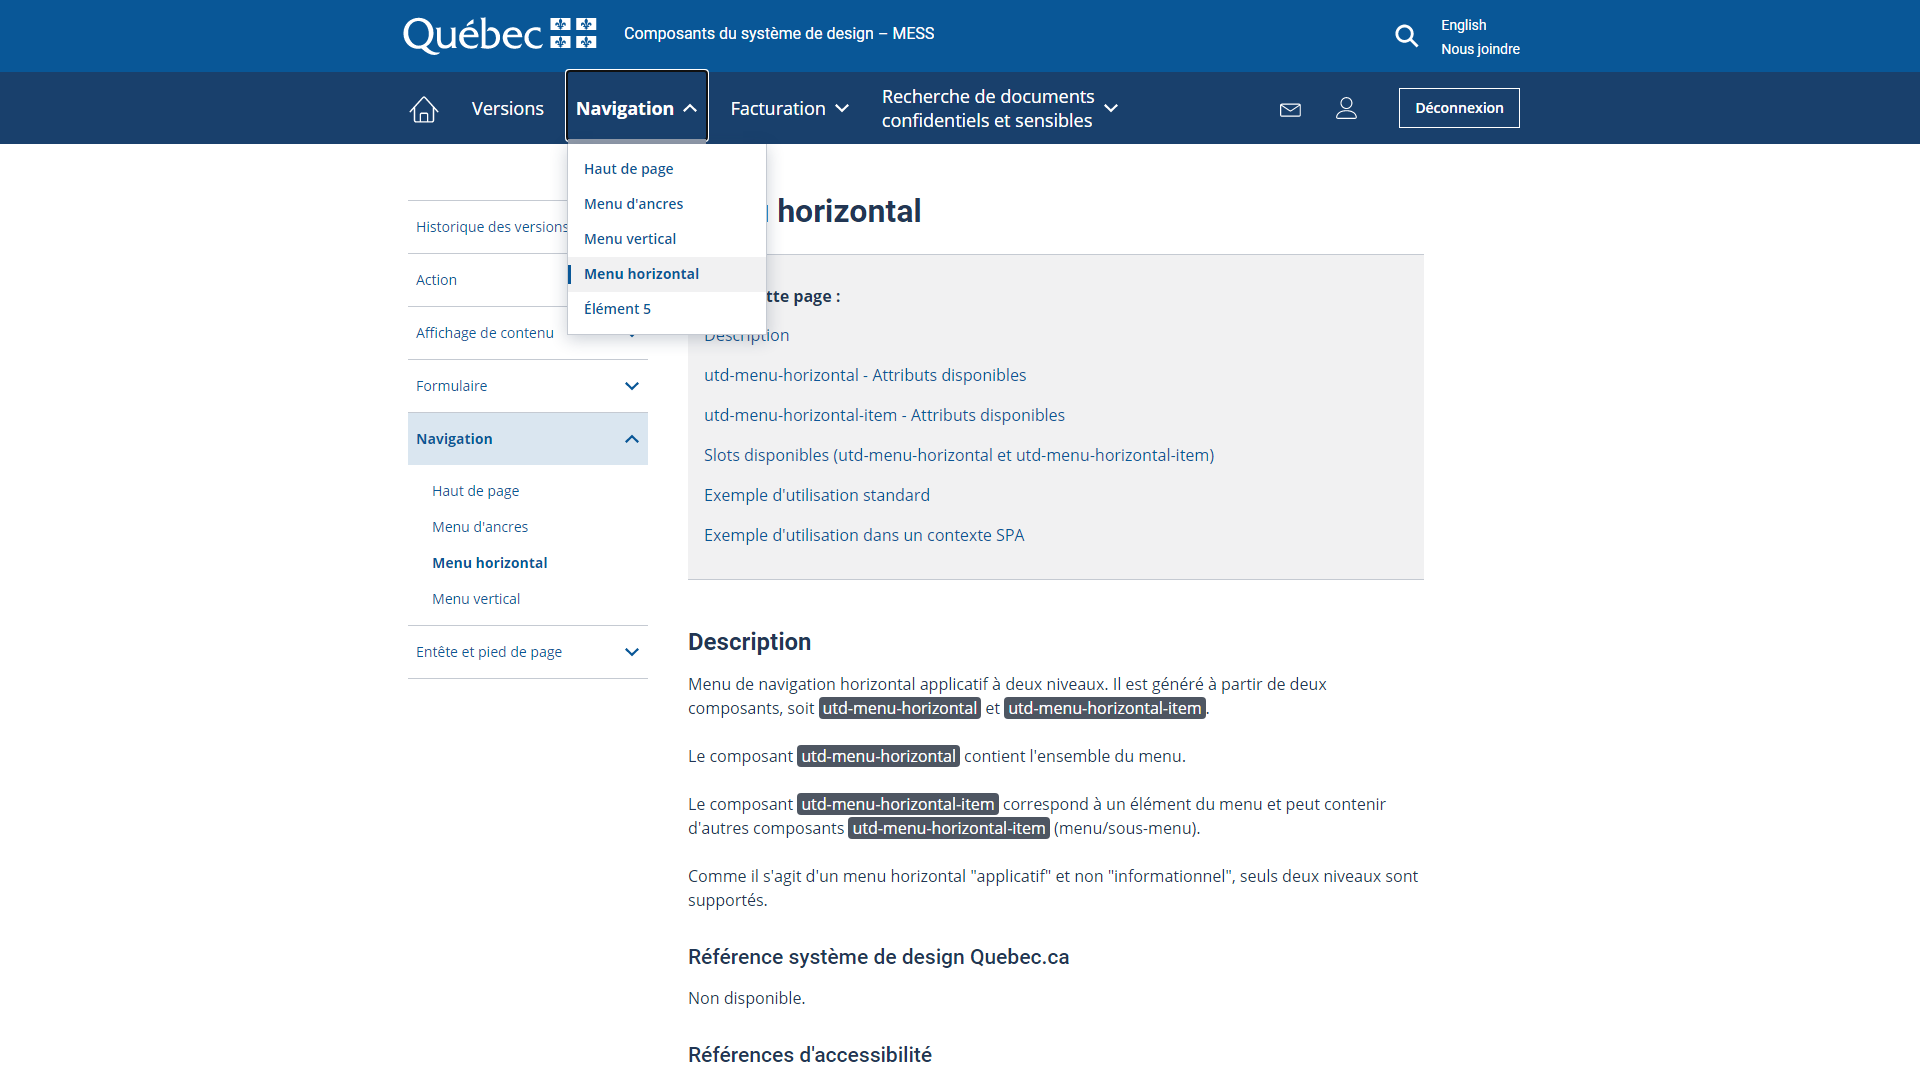 Québec
Composants du système de design – MESS
English
Nous joindre
Versions
Navigation
Facturation
Recherche de documents
confidentiels et sensibles
Déconnexion
Haut de page
Menu d'ancres
Menu vertical
Menu horizontal
Élément 5
Historique des versions
Action
Affichage de contenu
Formulaire
Navigation
Haut de page
Menu d'ancres
Menu horizontal
Menu vertical
Entête et pied de page
horizontal
page :
Description
utd-menu-horizontal - Attributs disponibles
utd-menu-horizontal-item - Attributs disponibles
Slots disponibles (utd-menu-horizontal et utd-menu-horizontal-item)
Exemple d'utilisation standard
Exemple d'utilisation dans un contexte SPA
Description
Menu de navigation horizontal applicatif à deux niveaux. Il est généré à partir de deux
composants, soit utd-menu-horizontal et utd-menu-horizontal-item.
Le composant utd-menu-horizontal contient l'ensemble du menu.
Le composant utd-menu-horizontal-item correspond à un élément du menu et peut contenir
d'autres composants utd-menu-horizontal-item (menu/sous-menu).
Comme il s'agit d'un menu horizontal "applicatif" et non "informationnel", seuls deux niveaux sont
supportés.
Référence système de design Quebec.ca
Non disponible.
Références d'accessibilité